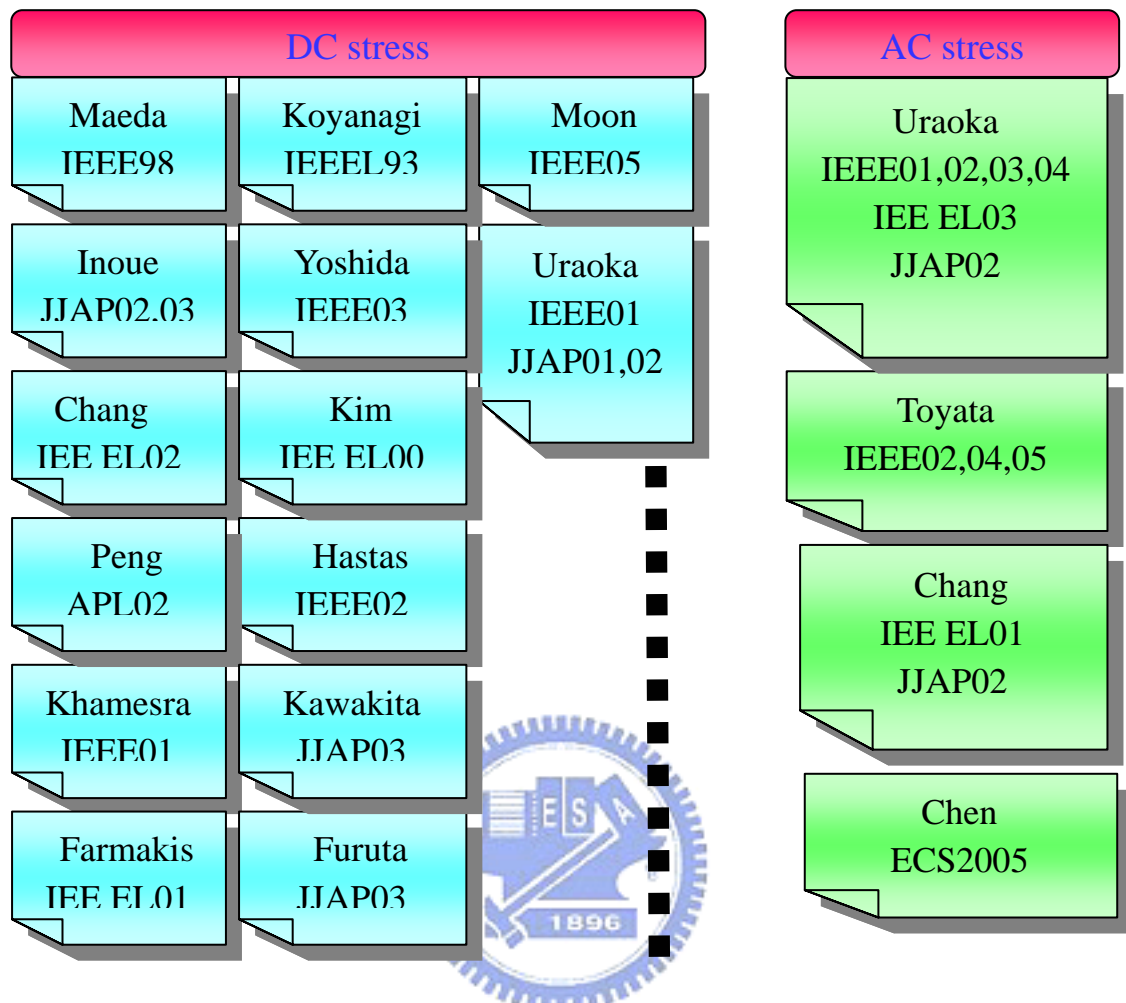 DC stress
Maeda
IEEE98
Koyanagi
IEEEL93
Moon
IEEE05
Inoue
JJAP02,03
Yoshida
IEEE03
Uraoka
IEEE01
JJAP01,02
Chang
IEE EL02
Kim
IEE EL00
Peng
APL02
Hastas
IEEE02
Khamesra
IEEE01
Kawakita
JJAP03
Farmakis
IEE EL01
Furuta
JJAP03
ESA
1896
AC stress
Uraoka
IEEE01,02,03,04
IEE EL03
JJAP02
Toyata
IEEE02,04,05
Chang
IEE EL01
JJAP02
Chen
ECS2005